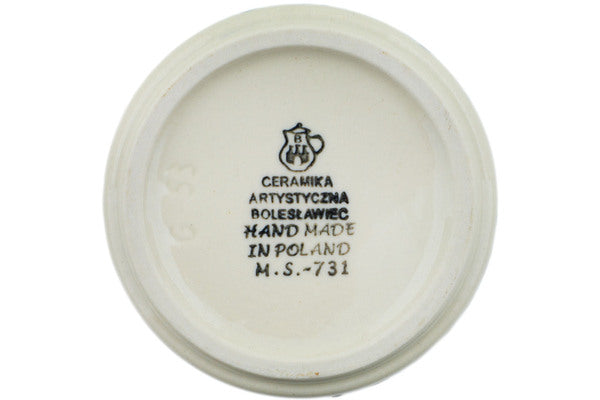 B
CERAMIKA
ARTYSTYCZNA
BOLESŁAWIEC
HAND MADE
IN POLAND
M.S.-731